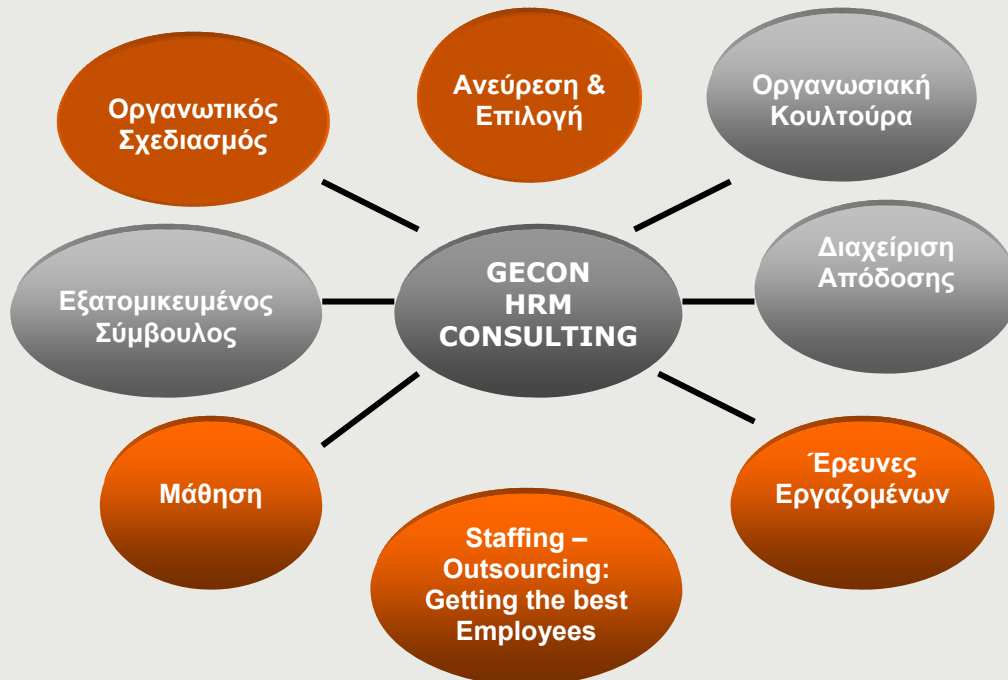 Οργανωτικός
Σχεδιασμός
Ανεύρεση &
Επιλογή
Οργανωσιακή
Κουλτούρα
Εξατομικευμένος
Σύμβουλος
GECON
HRM
CONSULTING
Διαχείριση
Απόδοσης
Μάθηση
Staffing –
Outsourcing:
Getting the best
Employees
Έρευνες
Εργαζομένων